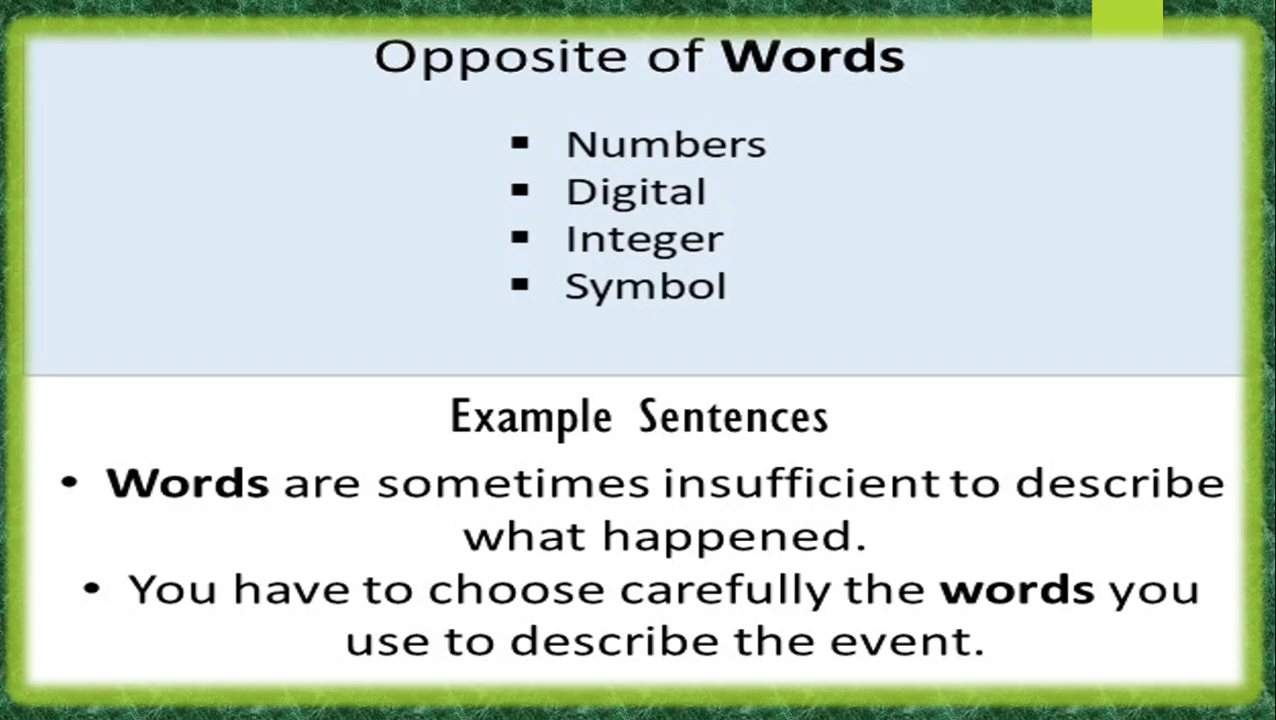 Opposite of Words
▪ Numbers
▪ Digital
▪ Integer
▪ Symbol
Example Sentences
• Words are sometimes insufficient to describe
what happened.
• You have to choose carefully the words you
use to describe the event.